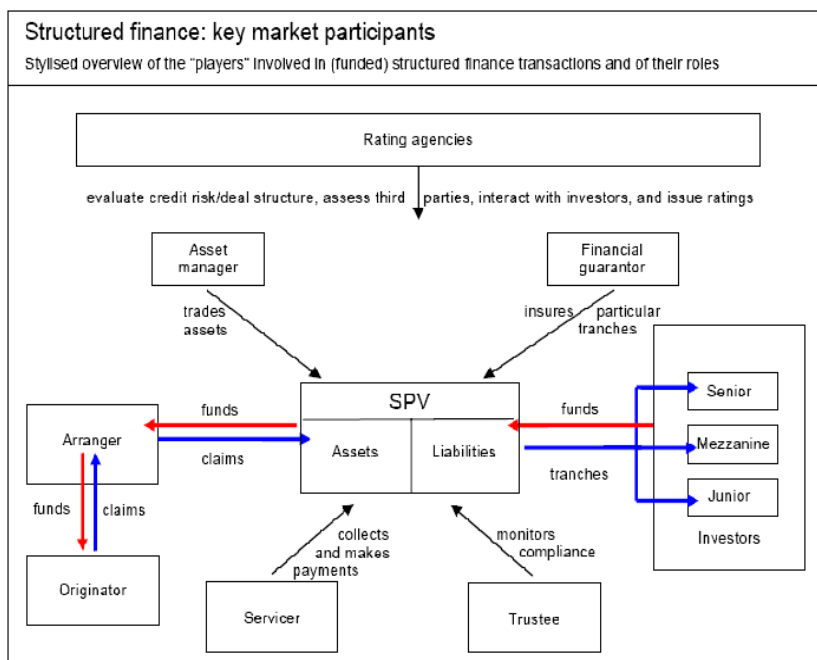 Structured finance: key market participants
Stylised overview of the "players" involved in (funded) structured finance transactions and of their roles
Rating agencies
evaluate credit risk/deal structure, assess third parties, interact with investors, and issue ratings
Asset
manager
Financial
guarantor
trades
assets
insures particular
tranches
SPV
Assets
Liabilities
funds
claims
Arranger
funds
claims
Originator
funds
tranches
Senior
Mezzanine
Junior
Investors
collects
and makes
payments
monitors
compliance
Servicer
Trustee